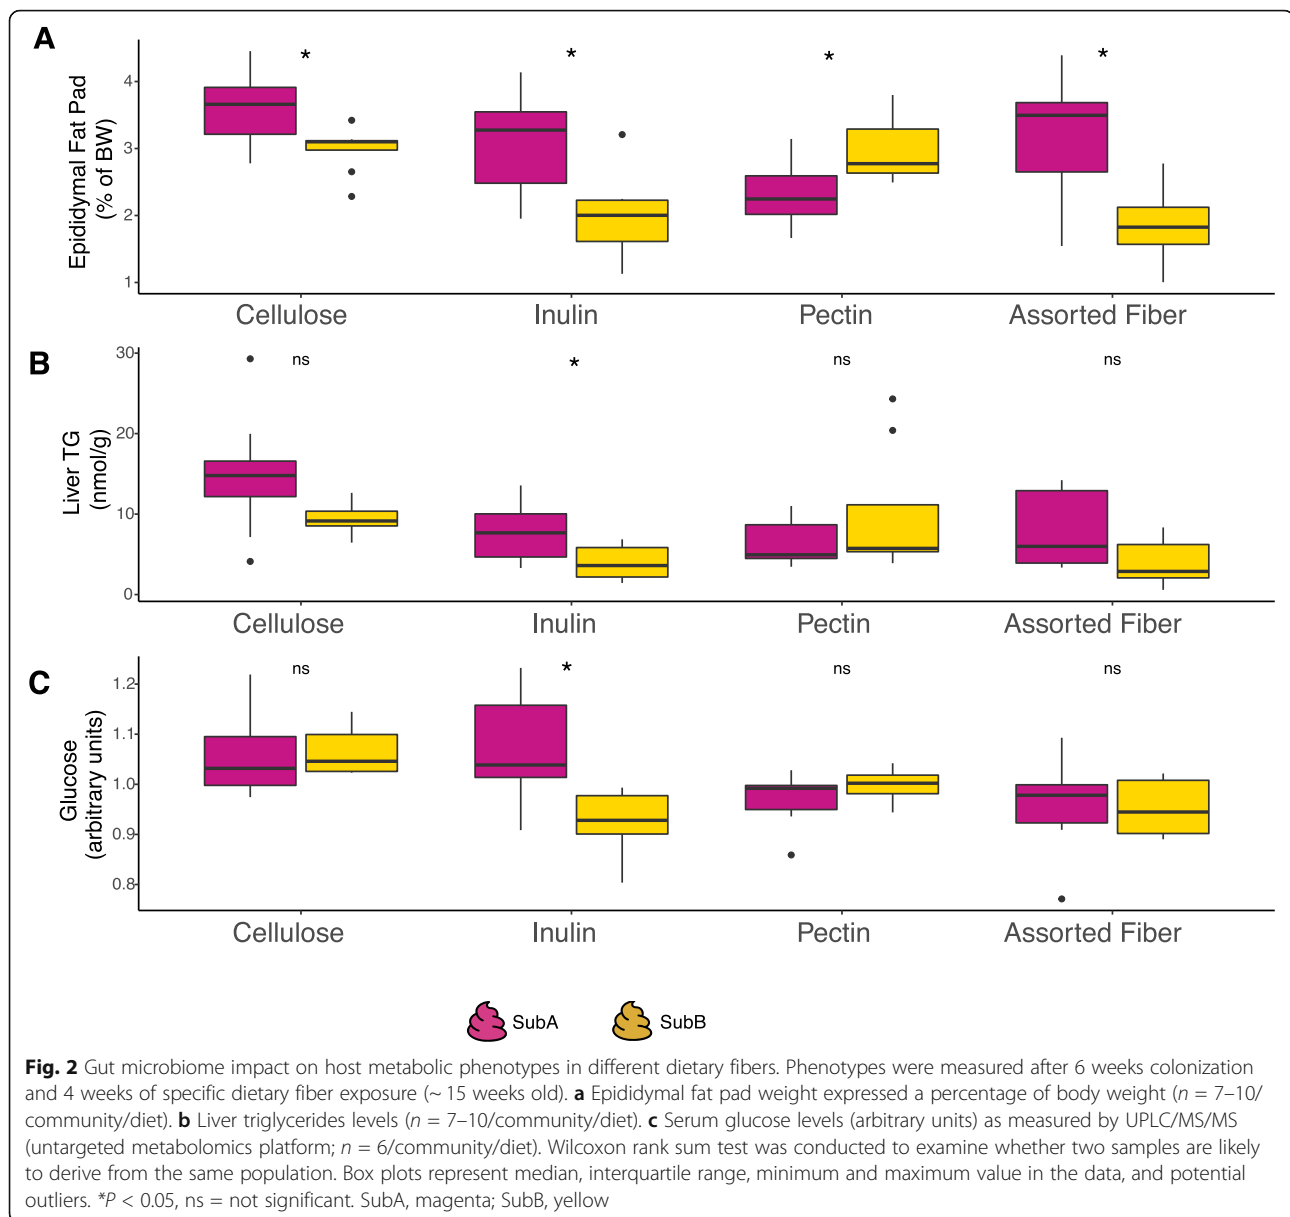 A
Epididymal Fat Pad
(% of BW)
4
3
2
1
*
*
*
*
Cellulose
Inulin
Pectin
Assorted Fiber
B
Liver TG
(nmol/g)
30
20
10
0
ns
*
ns
ns
Cellulose
Inulin
Pectin
Assorted Fiber
C
Glucose
(arbitrary units)
1.2
1.1
1.0
0.9
0.8
ns
*
ns
ns
Cellulose
Inulin
Pectin
Assorted Fiber
SubA
SubB
Fig. 2 Gut microbiome impact on host metabolic phenotypes in different dietary fibers. Phenotypes were measured after 6 weeks colonization
and 4 weeks of specific dietary fiber exposure (~ 15 weeks old). a Epididymal fat pad weight expressed a percentage of body weight (n = 7–10/
community/diet). b Liver triglycerides levels (n = 7–10/community/diet). c Serum glucose levels (arbitrary units) as measured by UPLC/MS/MS
(untargeted metabolomics platform; n = 6/community/diet). Wilcoxon rank sum test was conducted to examine whether two samples are likely
to derive from the same population. Box plots represent median, interquartile range, minimum and maximum value in the data, and potential
outliers. *P < 0.05, ns = not significant. SubA, magenta; SubB, yellow